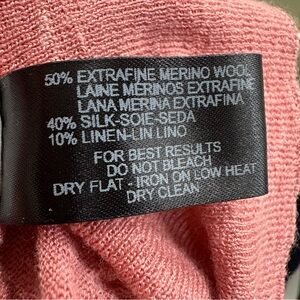 50% EXTRAFINE MERINO WOOL
LAINE MÉRINOS EXTRAFINE
LANA MERINA EXTRAFINA
40% SILK-SOIE-SEDA
10% LINEN-LIN LINO
FOR BEST RESULTS
DO NOT BLEACH
DRY FLAT - IRON ON LOW HEAT
DRY CLEAN